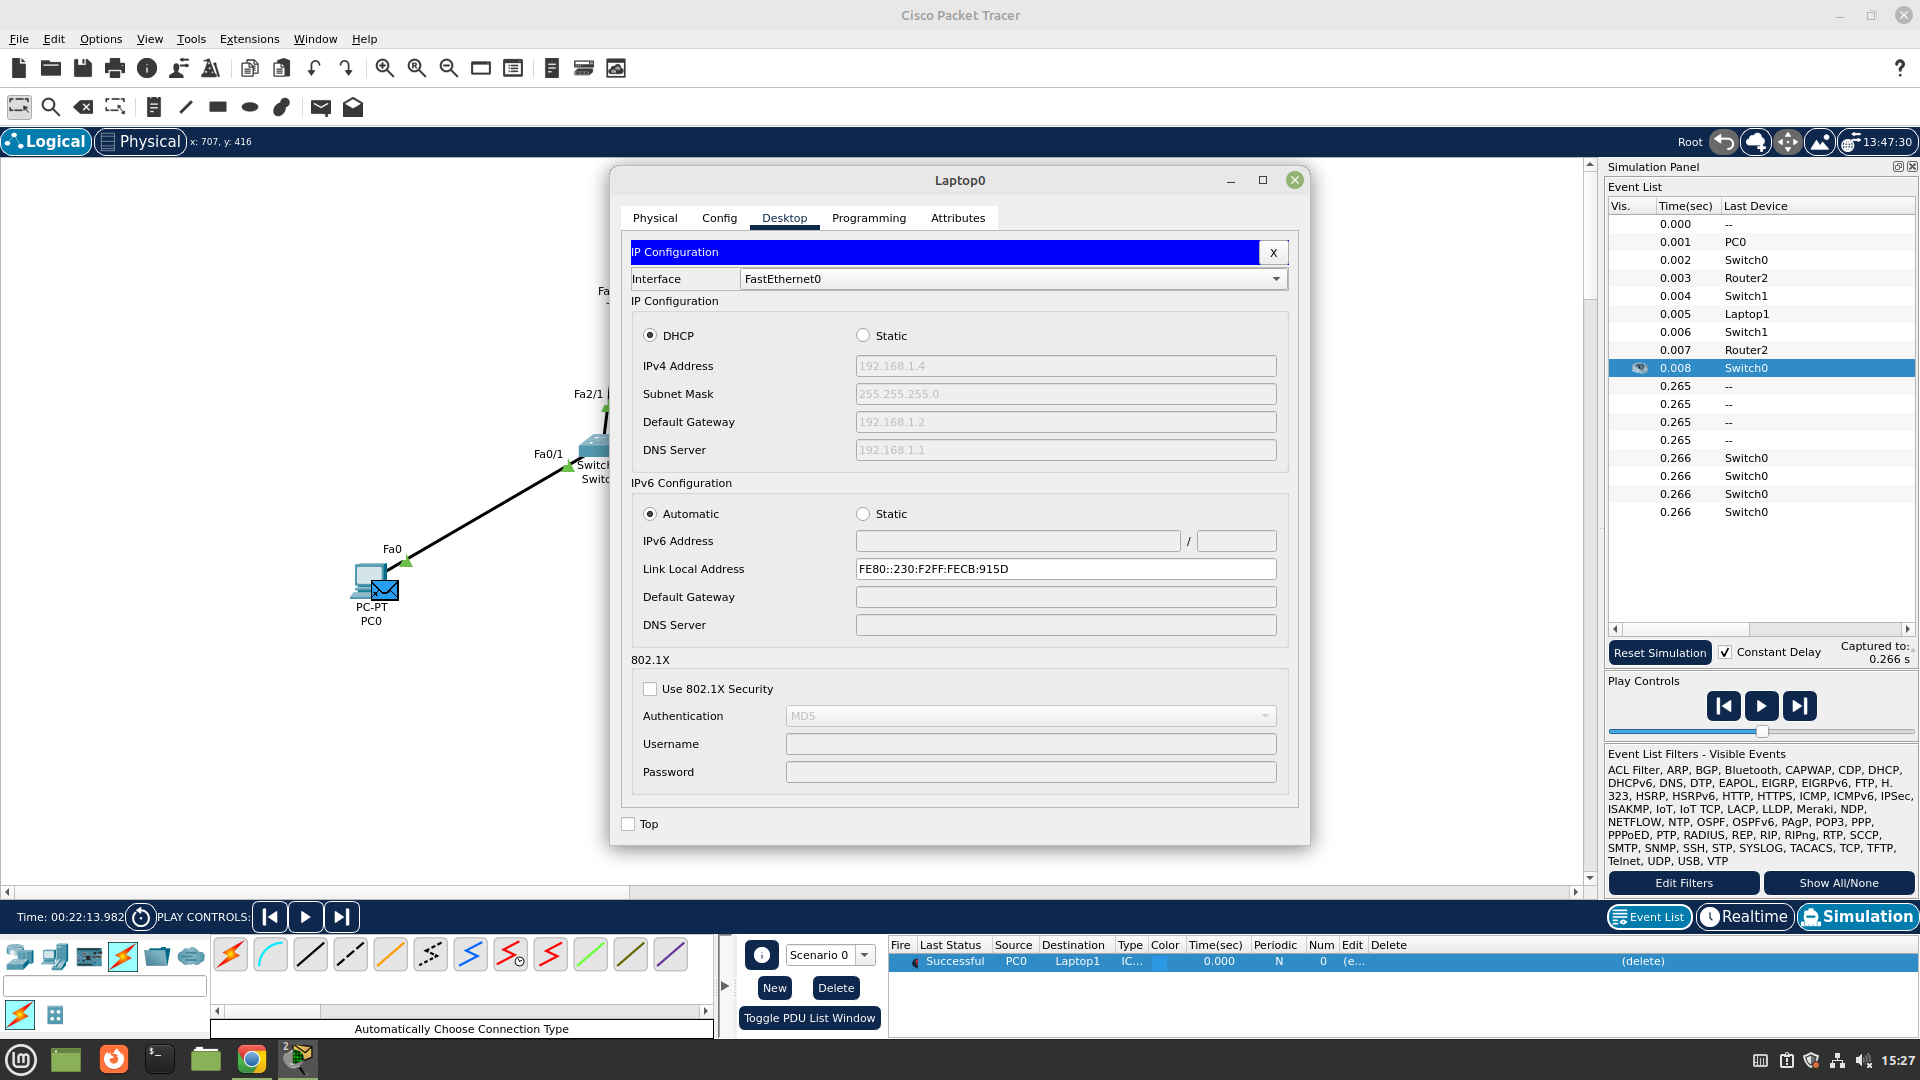 Cisco Packet Tracer
File Edit Options View Tools Extensions Window Help
Logical Physical x: 707, y: 416
Root 13:47:30
Fa
Fa2/1
Fa0/1
Switch
Switc
Fa0
PC-PT
PC0
Laptop0
Physical Config Desktop Programming Attributes
IP Configuration X
Interface FastEthernet0
IP Configuration
DHCP Static
IPv4 Address 192.168.1.4
Subnet Mask 255.255.255.0
Default Gateway 192.168.1.2
DNS Server 192.168.1.1
IPv6 Configuration
Automatic Static
IPv6 Address /
Link Local Address FE80::230:F2FF:FECB:915D
Default Gateway
DNS Server
802.1X
Use 802.1X Security
Authentication MD5
Username
Password
Top
Simulation Panel
Event List
Vis. Time(sec) Last Device
0.000 --
0.001 PC0
0.002 Switch0
0.003 Router2
0.004 Switch1
0.005 Laptop1
0.006 Switch1
0.007 Router2
0.008 Switch0
0.265 --
0.265 --
0.265 --
0.265 --
0.266 Switch0
0.266 Switch0
0.266 Switch0
0.266 Switch0
Reset Simulation Constant Delay Captured to:
0.266 s
Play Controls
Event List Filters - Visible Events
ACL Filter, ARP, BGP, Bluetooth, CAPWAP, CDP, DHCP,
DHCPv6, DNS, DTP, EAPOL, EIGRP, EIGRPv6, FTP, H.
323, HSRP, HSRPv6, HTTP, HTTPS, ICMP, ICMPv6, IPSec,
ISAKMP, IoT, IoT TCP, LACP, LLDP, Meraki, NDP,
NETFLOW, NTP, OSPF, OSPFv6, PAgP, POP3, PPP,
PPPoED, PTP, RADIUS, REP, RIP, RIPng, RTP, SCCP,
SMTP, SNMP, SSH, STP, SYSLOG, TACACS, TCP, TFTP,
Telnet, UDP, USB, VTP
Edit Filters Show All/None
Time: 00:22:13.982 PLAY CONTROLS:
Event List Realtime Simulation
Automatically Choose Connection Type
Scenario 0
New Delete
Toggle PDU List Window
Fire Last Status Source Destination Type Color Time(sec) Periodic Num Edit Delete
Successful PC0 Laptop1 IC... 0.000 N 0 (e... (delete)
2
15:27